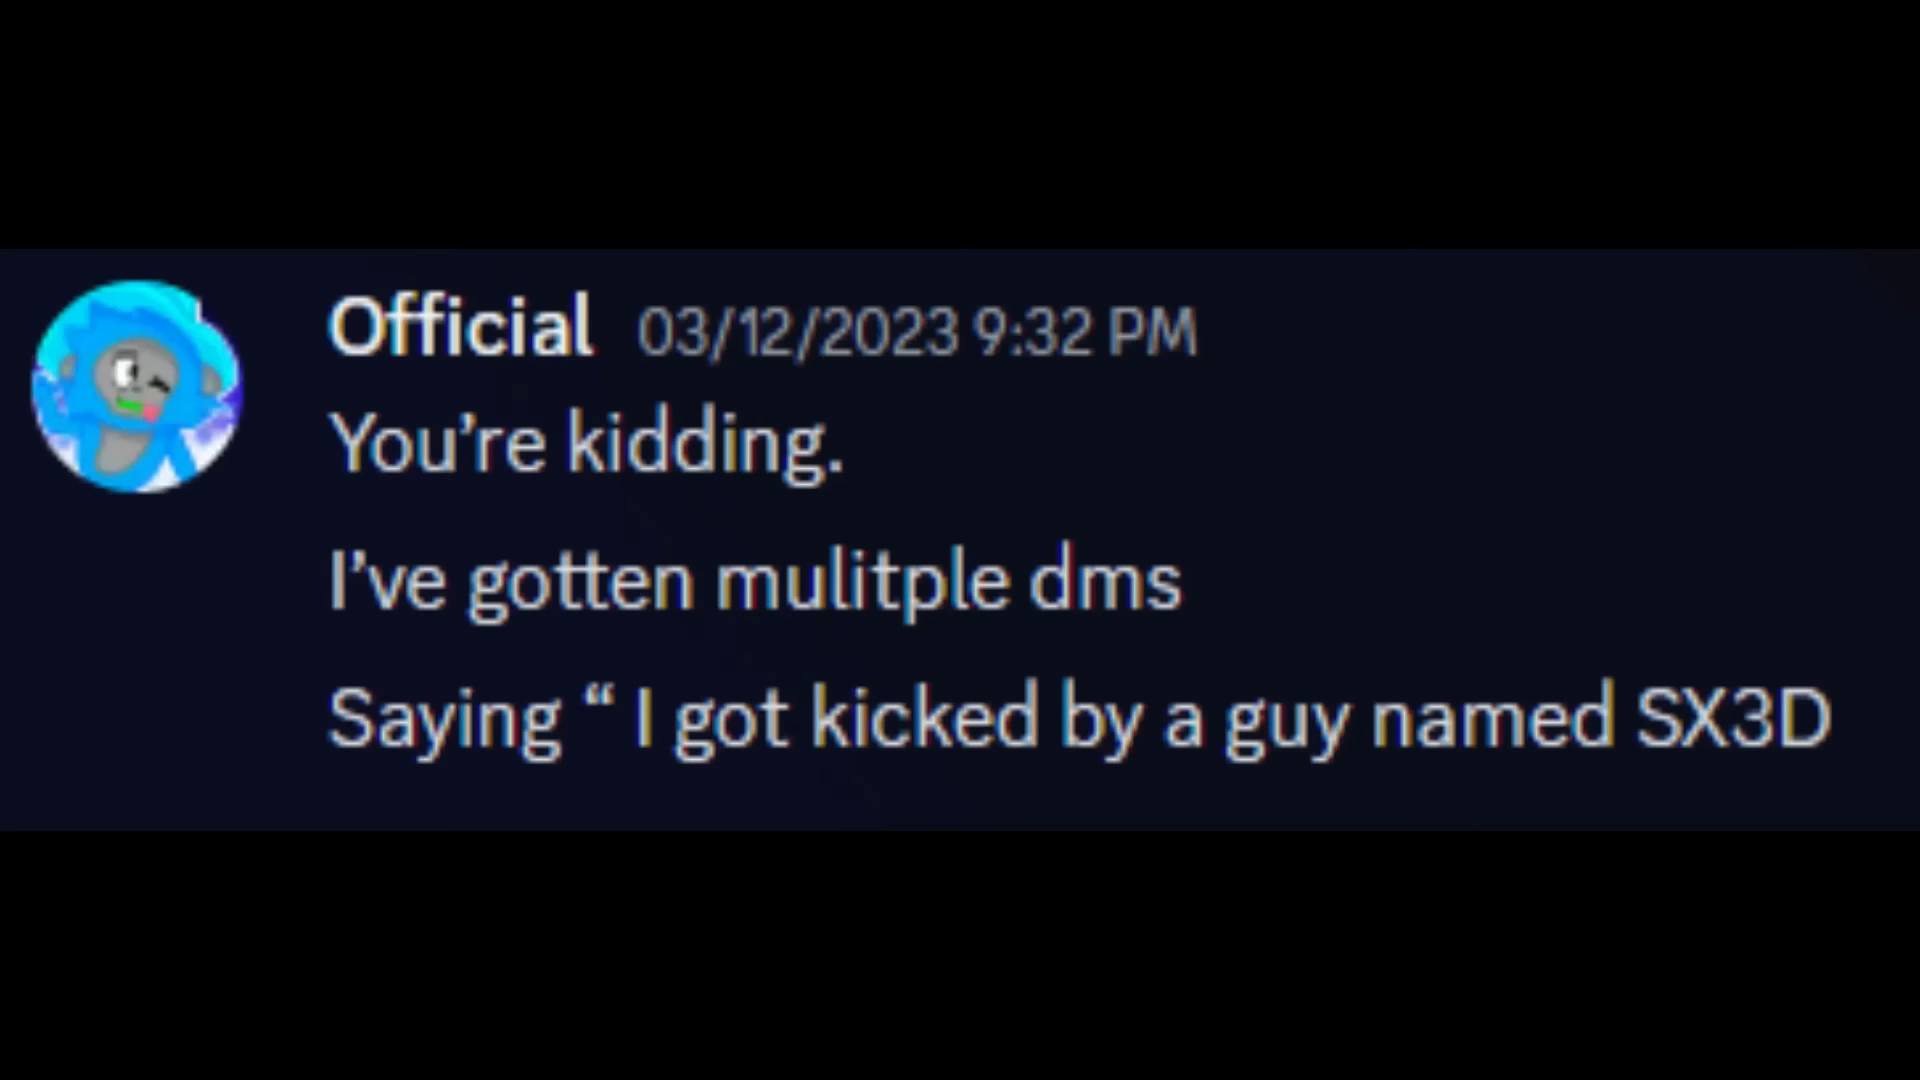 Official 03/12/2023 9:32 PM
You’re kidding.
I’ve gotten mulitple dms
Saying “ I got kicked by a guy named SX3D